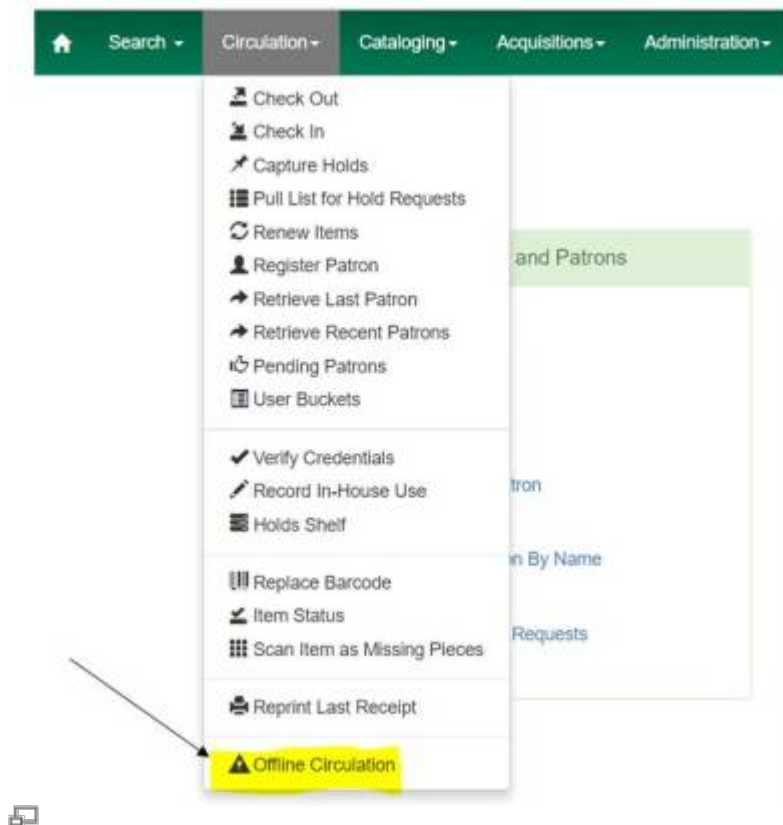 Search Circulation Cataloging Acquisitions Administration
Check Out
Check In
Capture Holds
Pull List for Hold Requests
Renew Items
Register Patron
and Patrons
Retrieve Last Patron
Retrieve Recent Patrons
Pending Patrons
User Buckets
Verify Credentials
Record In-House Use
tron
Holds Shelf
By Name
Replace Barcode
Item Status
Requests
Scan Item as Missing Pieces
Reprint Last Receipt
Offline Circulation